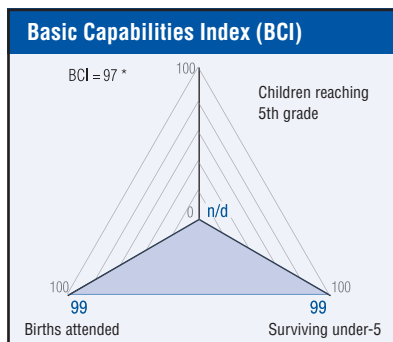 Basic Capabilities Index (BCI)
BCI = 97 *
100
Children reaching
5th grade
0
n/d
100
100
99
99
Births attended
Surviving under-5